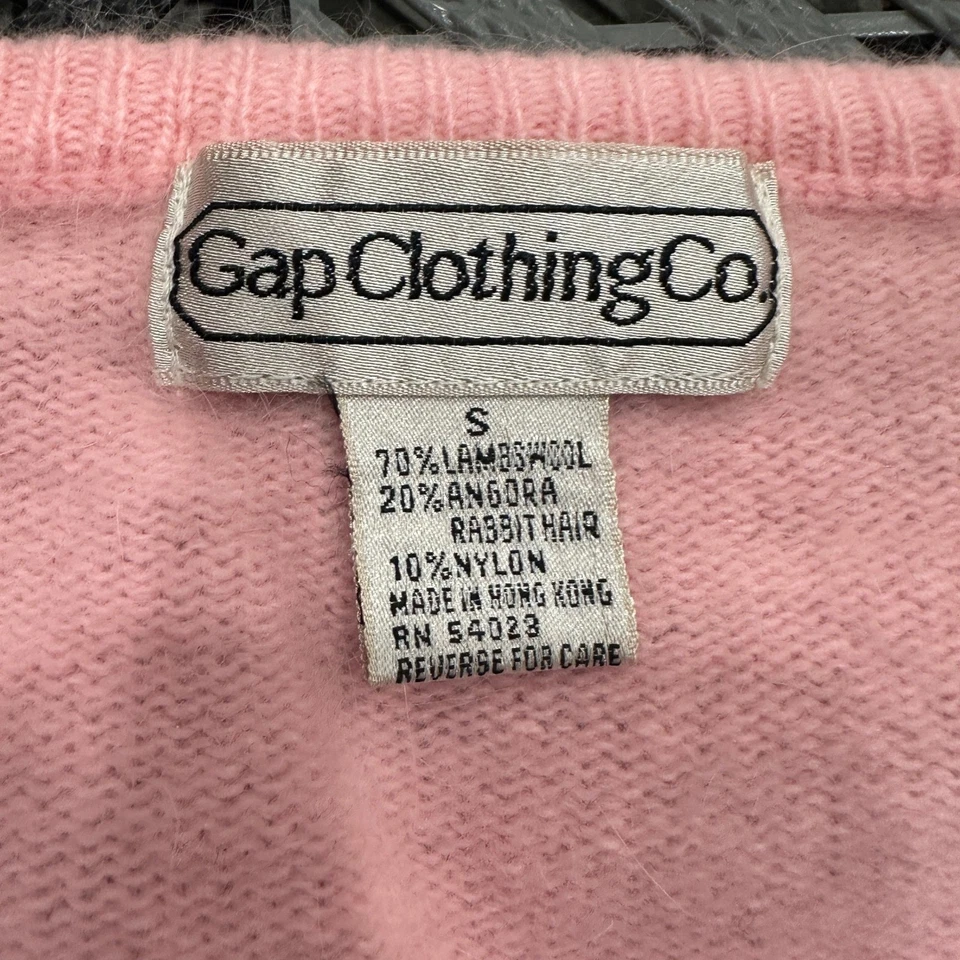 Gap Clothing Co.
S
70% LAMBSWOOL
20% ANGORA
RABBIT HAIR
10% NYLON
MADE IN HONG KONG
RN 54023
REVERSE FOR CARE